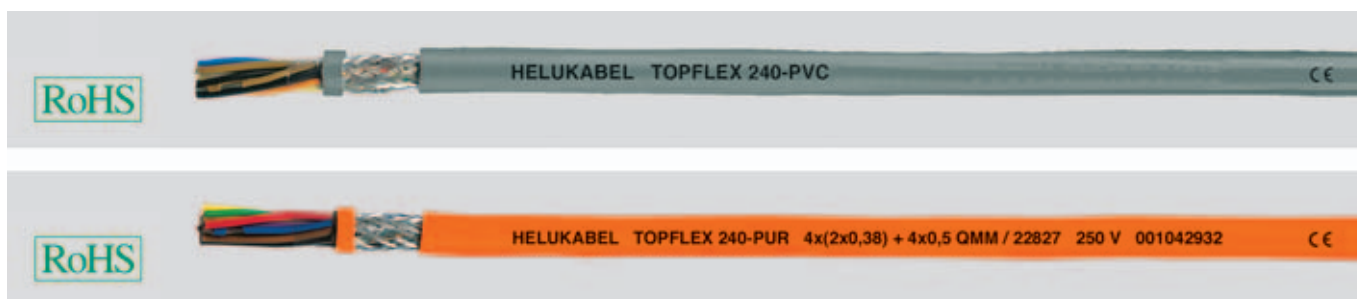 HELUKABEL TOPFLEX 240-PVC CE
RoHS
HELUKABEL TOPFLEX 240-PUR 4x(2x0,38) + 4x0,5 QMM / 22827 250 V 001042932 CE
RoHS